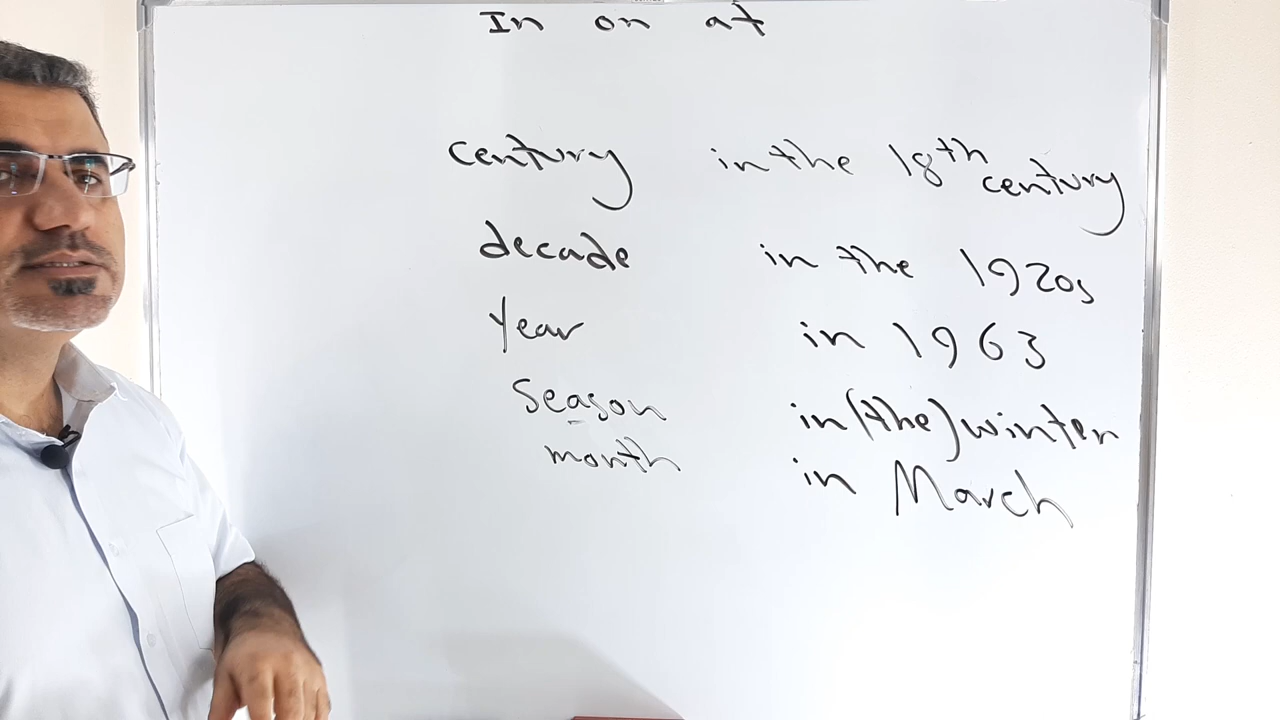 In on at
century in the 18th century
decade in the 1920s
Year in 1963
Season in (the) winter
month in March